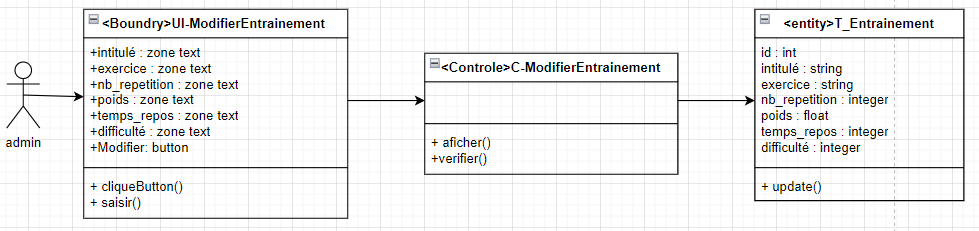 <Boundry>UI-ModifierEntrainement
+intitulé : zone text
+exercice : zone text
+nb_repetition : zone text
+poids : zone text
+temps_repos : zone text
+difficulté : zone text
+Modifier: button
+ cliqueButton()
+ saisir()
admin
<Controle>C-ModifierEntrainement
+ aficher()
+verifier()
<entity>T_Entrainement
id : int
intitulé : string
exercice : string
nb_repetition : integer
poids : float
temps_repos : integer
difficulté : integer
+ update()